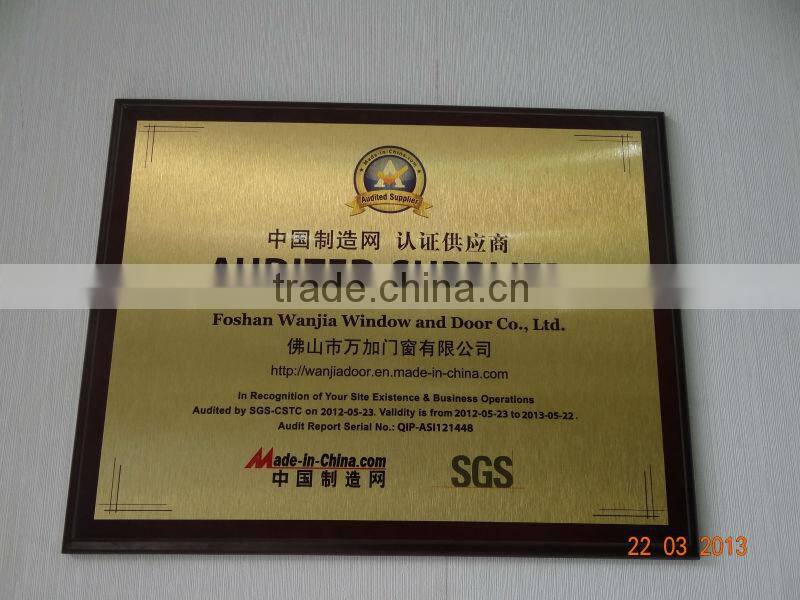 Made-in-China.com
A
Audited Supplier
中国制造网 认证供应商
AUDITED SUPPLIER
trade.china.cn
Foshan Wanjia Window and Door Co., Ltd.
佛山市万加门窗有限公司
http://wanjiadoor.en.made-in-china.com
In Recognition of Your Site Existence & Business Operations
Audited by SGS-CSTC on 2012-05-23. Validity is from 2012-05-23 to 2013-05-22.
Audit Report Serial No.: QIP-ASI121448
Made-in-China.com
中国制造网
SGS
22 03 2013